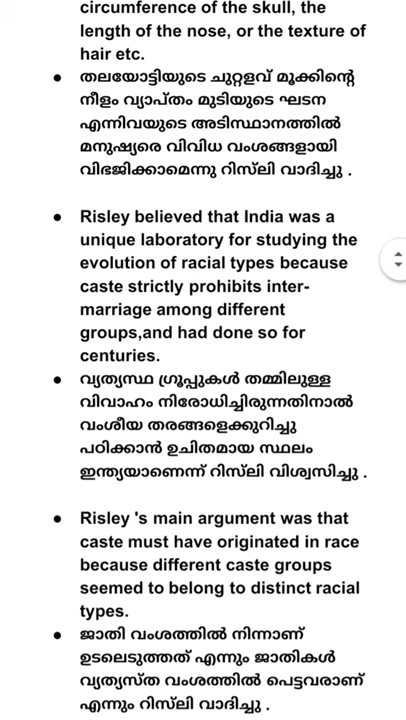 circumference of the skull, the
length of the nose, or the texture of
hair etc.
● തലയോട്ടിയുടെ ചുറ്റളവ് മൂക്കിന്റെ
നീളം വ്യാപ്തം മുടിയുടെ ഘടന
എന്നിവയുടെ അടിസ്ഥാനത്തിൽ
മനുഷ്യരെ വിവിധ വംശങ്ങളായി
വിഭജിക്കാമെന്നു റിസ്ലി വാദിച്ചു .
● Risley believed that India was a
unique laboratory for studying the
evolution of racial types because
caste strictly prohibits inter-
marriage among different
groups,and had done so for
centuries.
● വ്യത്യസ്ഥ ഗ്രൂപ്പുകൾ തമ്മിലുള്ള
വിവാഹം നിരോധിച്ചിരുന്നതിനാൽ
വംശീയ തരങ്ങളെക്കുറിച്ചു
പഠിക്കാൻ ഉചിതമായ സ്ഥലം
ഇന്ത്യയാണെന്ന് റിസ്ലി വിശ്വസിച്ചു .
● Risley 's main argument was that
caste must have originated in race
because different caste groups
seemed to belong to distinct racial
types.
● ജാതി വംശത്തിൽ നിന്നാണ്
ഉടലെടുത്തത് എന്നും ജാതികൾ
വ്യത്യസ്ത വംശത്തിൽ പെട്ടവരാണ്
എന്നും റിസ്ലി വാദിച്ചു .